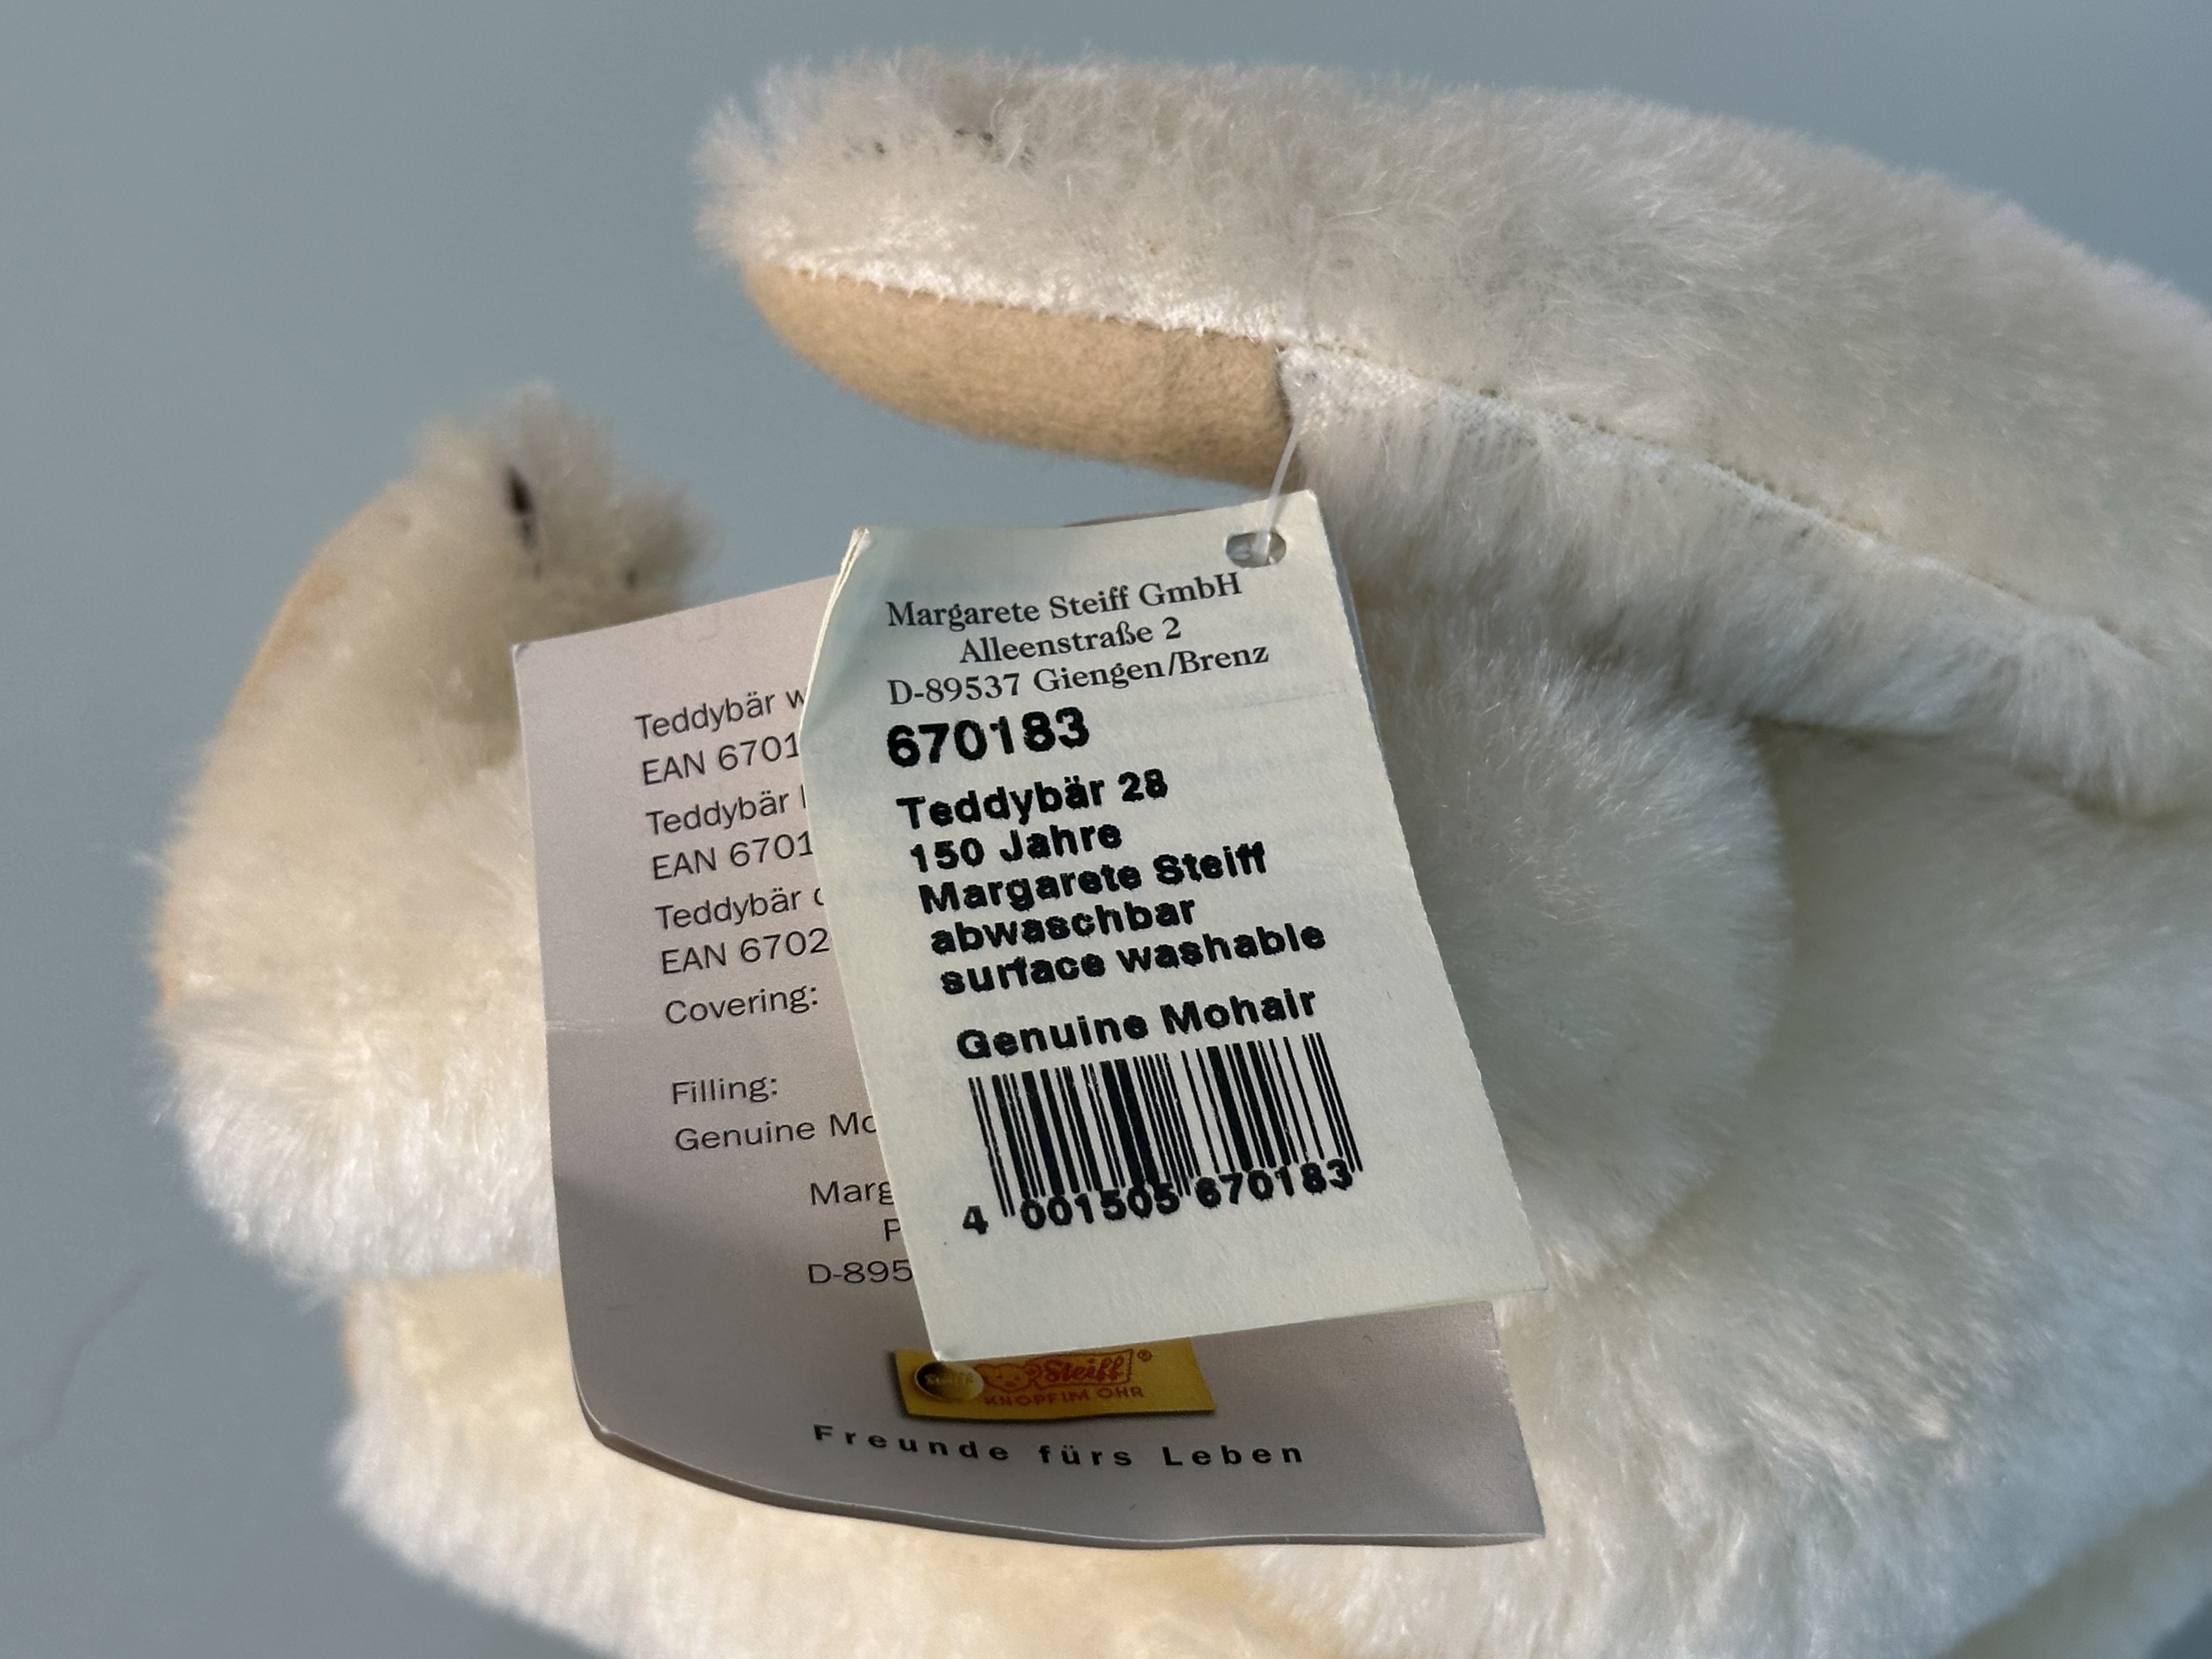 Margarete Steiff GmbH
Alleenstraße 2
D-89537 Giengen/Brenz
670183
Teddybär 28
150 Jahre
Margarete Steiff
abwaschbar
surface washable
Genuine Mohair
4 001505 670183
Teddybär
EAN 6701
Teddybär
EAN 6701
Teddybär
EAN 6702
Covering:
Filling:
Genuine
D-895
Steiff®
KNOPF IM OHR
Freunde fürs Leben